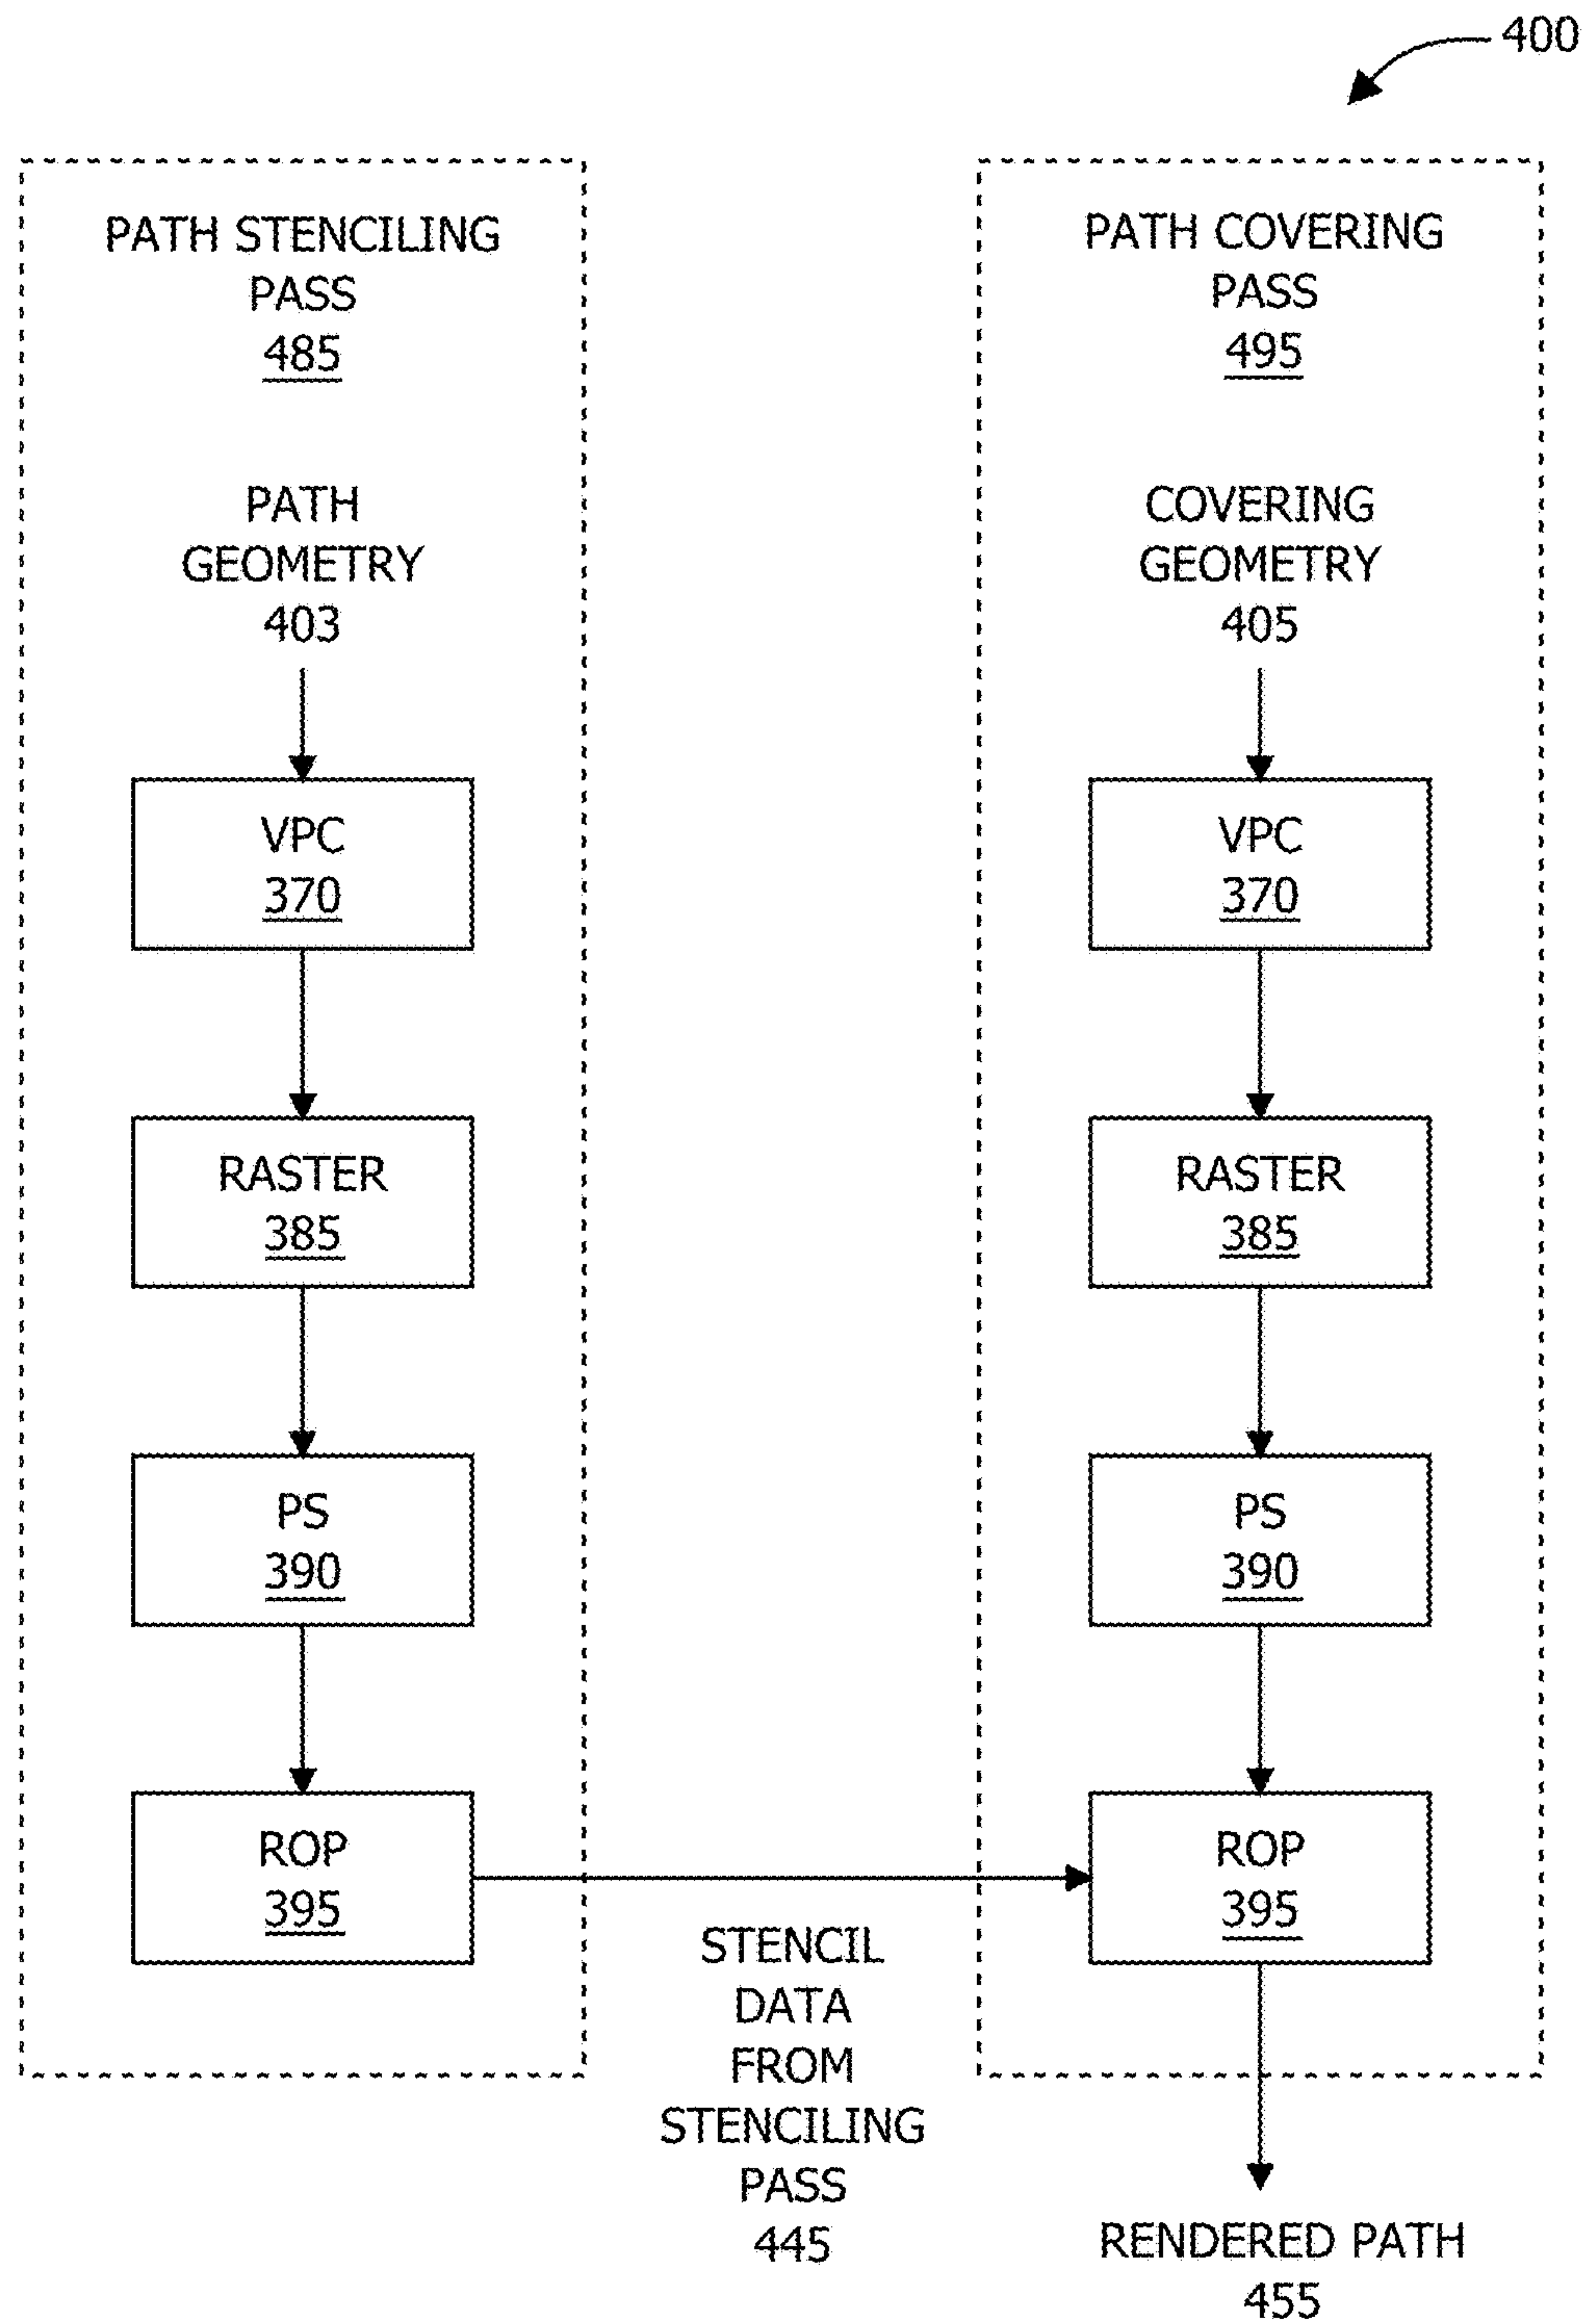 400
PATH STENCILING
PASS
485
PATH
GEOMETRY
403
VPC
370
RASTER
385
PS
390
ROP
395
STENCIL
DATA
FROM
STENCILING
PASS
445
PATH COVERING
PASS
495
COVERING
GEOMETRY
405
VPC
370
RASTER
385
PS
390
ROP
395
RENDERED PATH
455